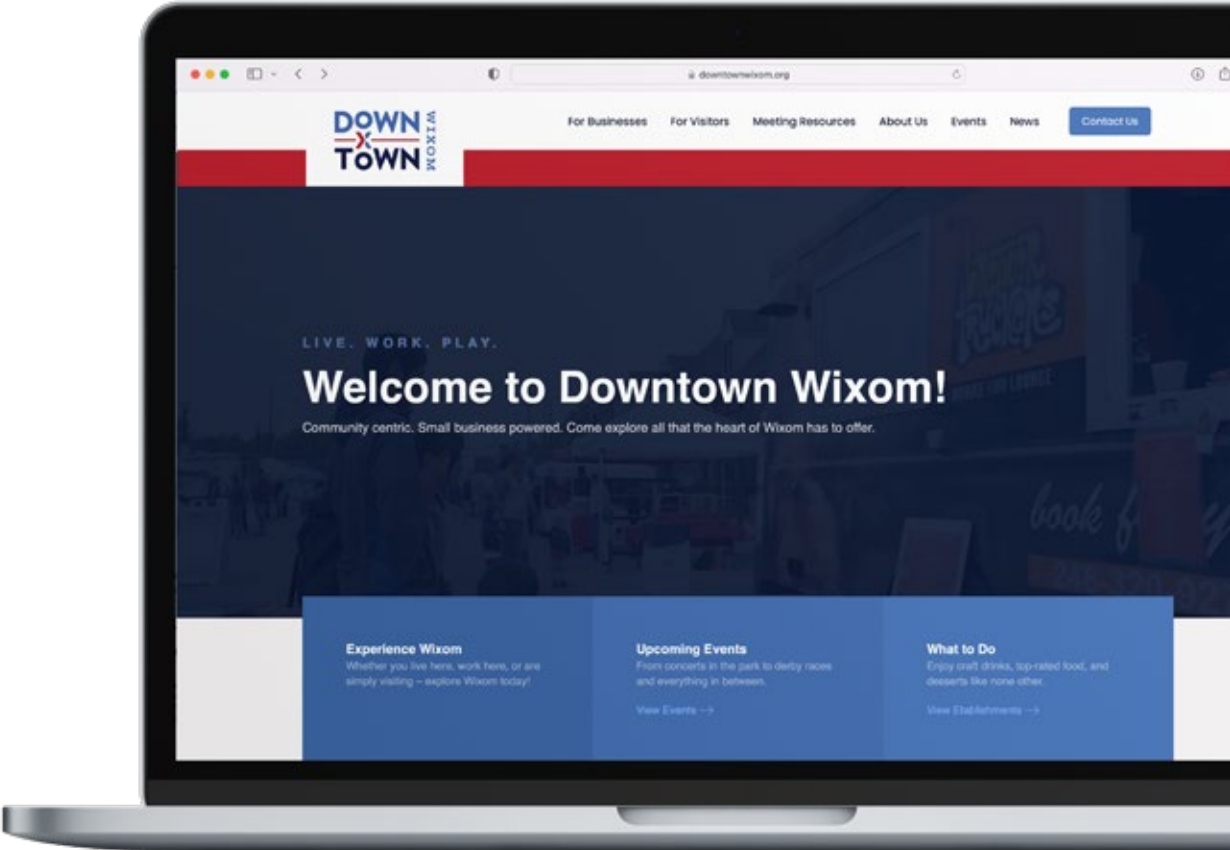 downtownwixom.org
DOWN
TOWN
WIXOM
For Businesses For Visitors Meeting Resources About Us Events News Contact Us
LIVE. WORK. PLAY.
Welcome to Downtown Wixom!
Community centric. Small business powered. Come explore all that the heart of Wixom has to offer.
book
Experience Wixom
Whether you live here, work here, or are
simply visiting – explore Wixom today!
Upcoming Events
From concerts in the park to derby races
and everything in between.
View Events →
What to Do
Enjoy craft drinks, top-rated food, and
desserts like none other.
View Etablishments →